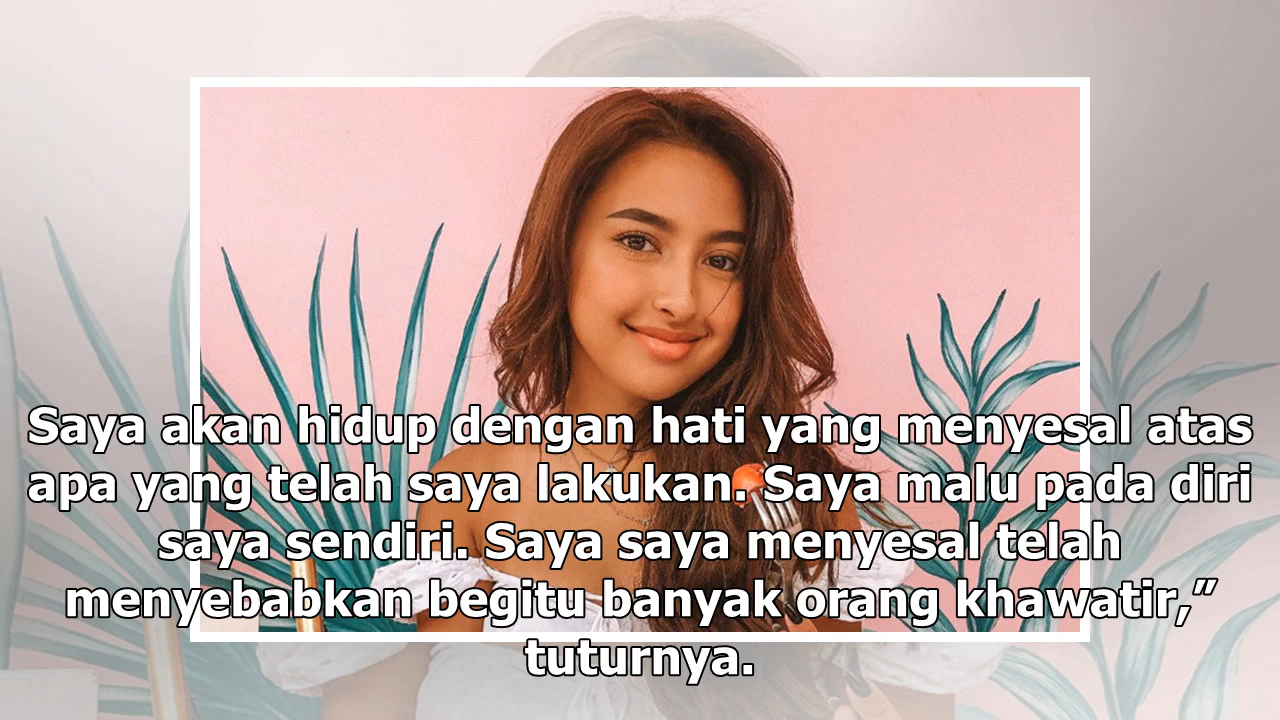 Saya akan hidup dengan hati yang menyesal atas
apa yang telah saya lakukan. Saya malu pada diri
saya sendiri. Saya saya menyesal telah
menyebabkan begitu banyak orang khawatir,”
tuturnya.